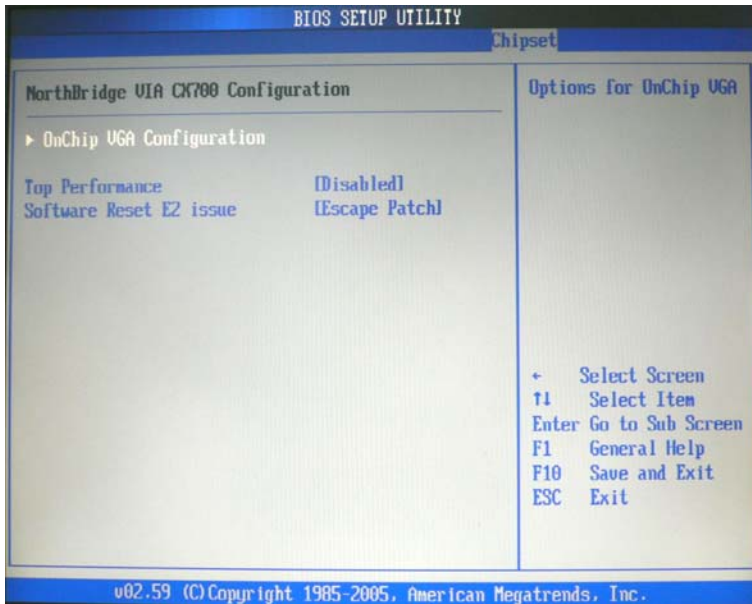 BIOS SETUP UTILITY
Chipset
NorthBridge VIA CX700 Configuration
▶ OnChip VGA Configuration
Top Performance [Disabled]
Software Reset E2 issue [Escape Patch]
Options for OnChip VGA
← Select Screen
↑↓ Select Item
Enter Go to Sub Screen
F1 General Help
F10 Save and Exit
ESC Exit
v02.59 (C)Copyright 1985-2005, American Megatrends, Inc.